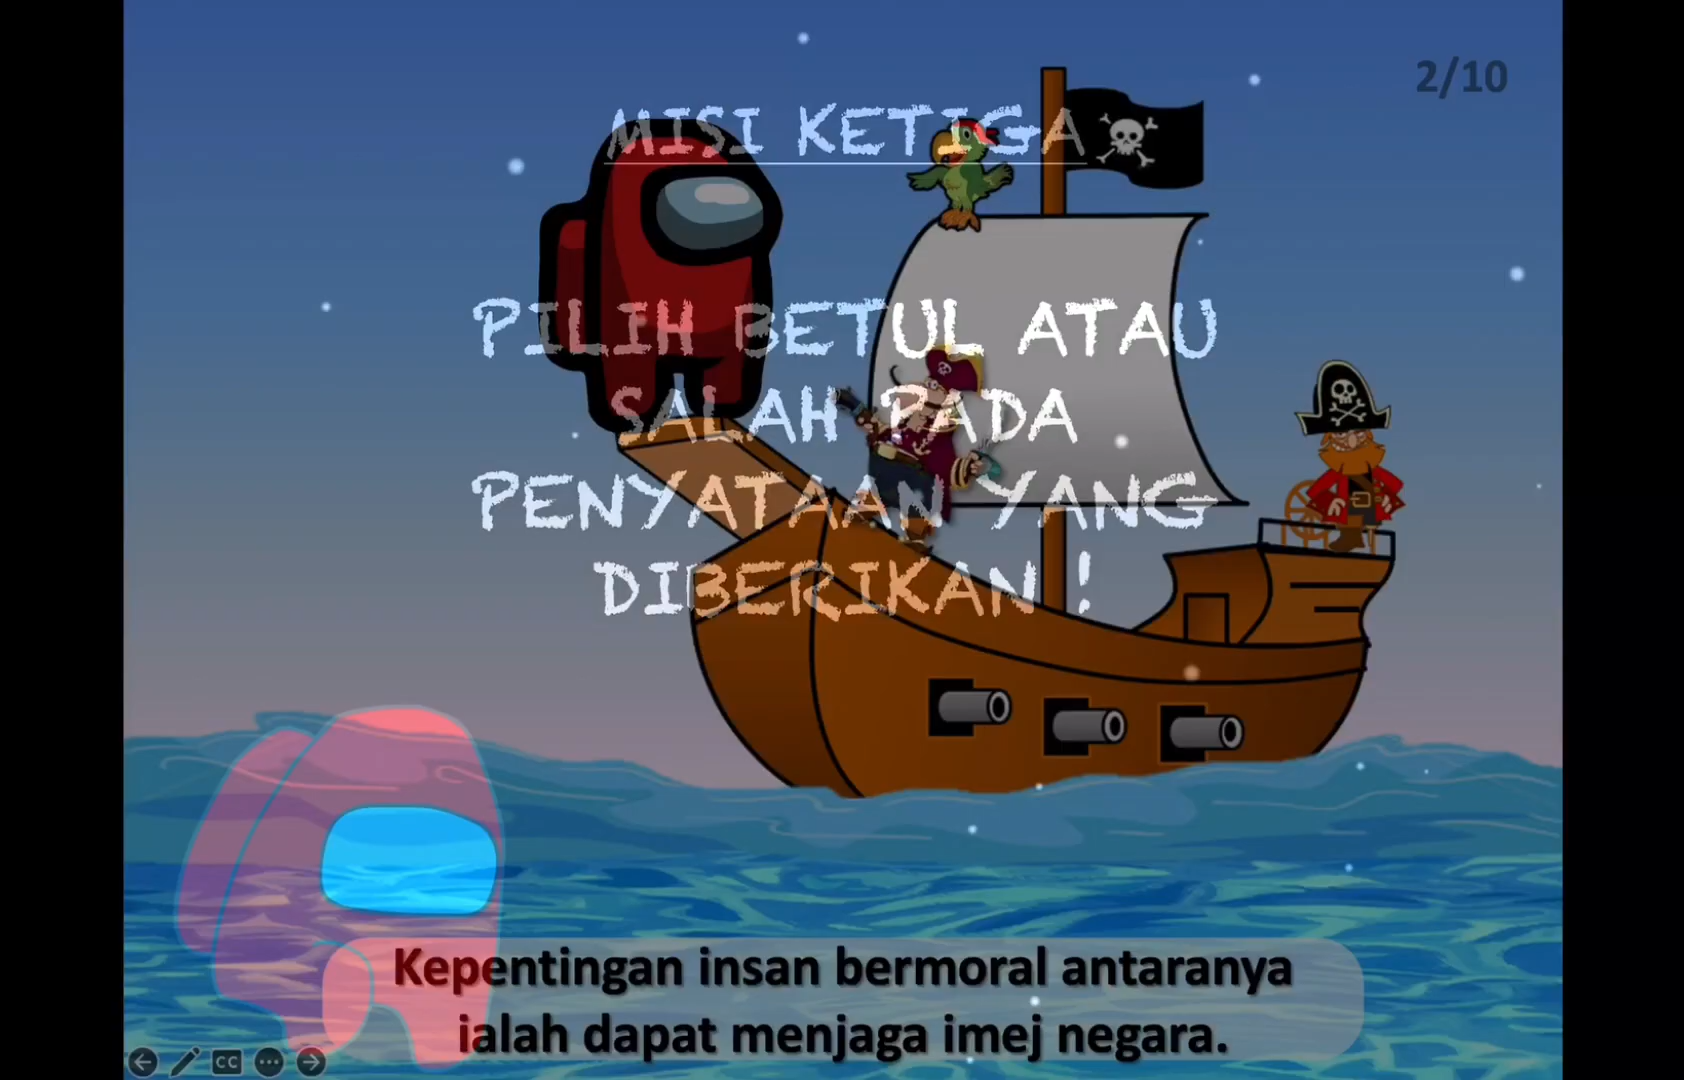 2/10
MISI KETIGA
PILIH BETUL ATAU
SALAH PADA
PENYATAAN YANG
DIBERIKAN !
Kepentingan insan bermoral antaranya
ialah dapat menjaga imej negara.
CC